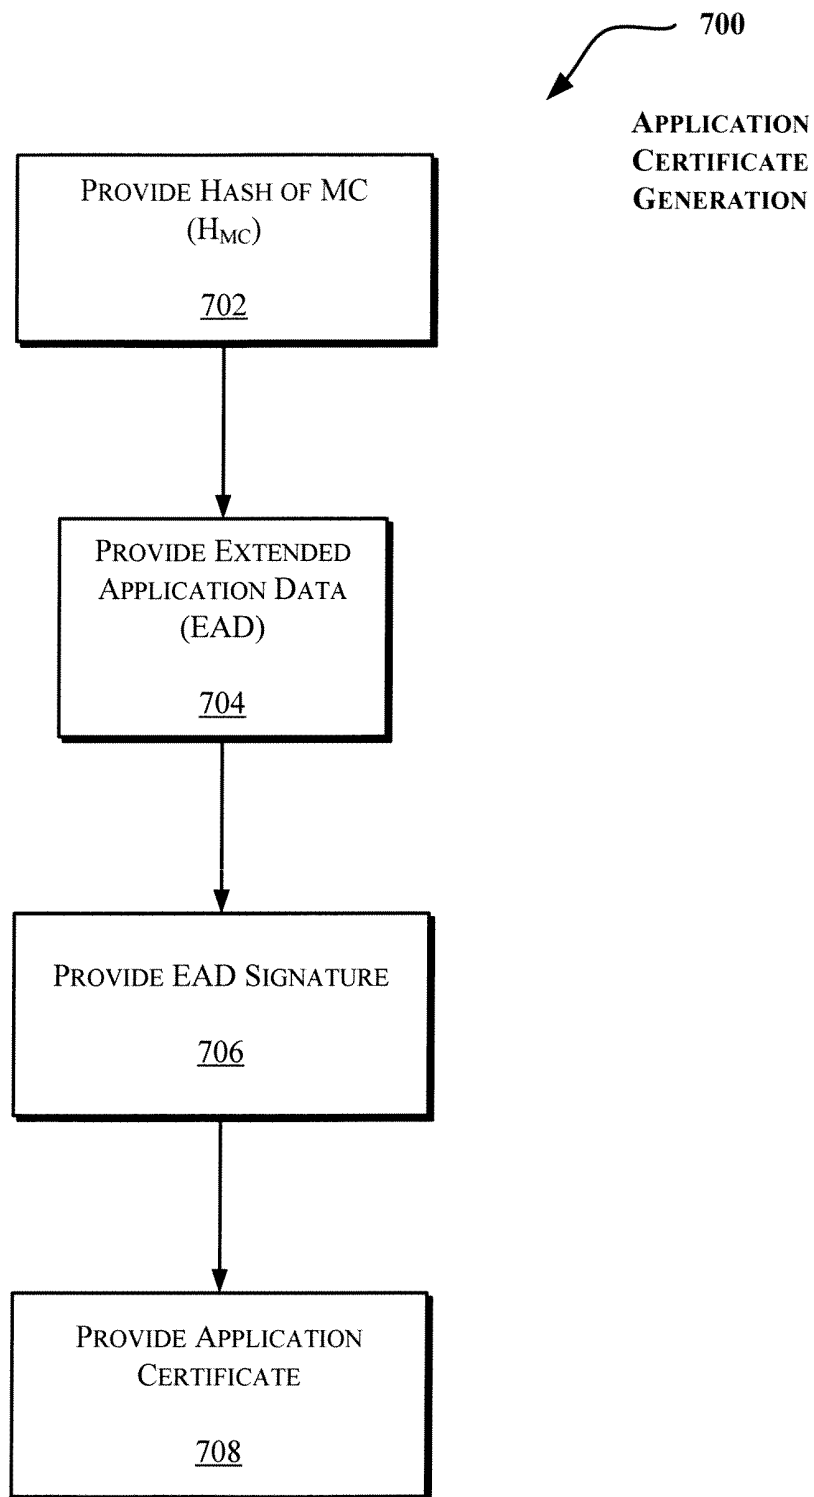 700
APPLICATION
CERTIFICATE
GENERATION
PROVIDE HASH OF MC
(HMC)
702
PROVIDE EXTENDED
APPLICATION DATA
(EAD)
704
PROVIDE EAD SIGNATURE
706
PROVIDE APPLICATION
CERTIFICATE
708